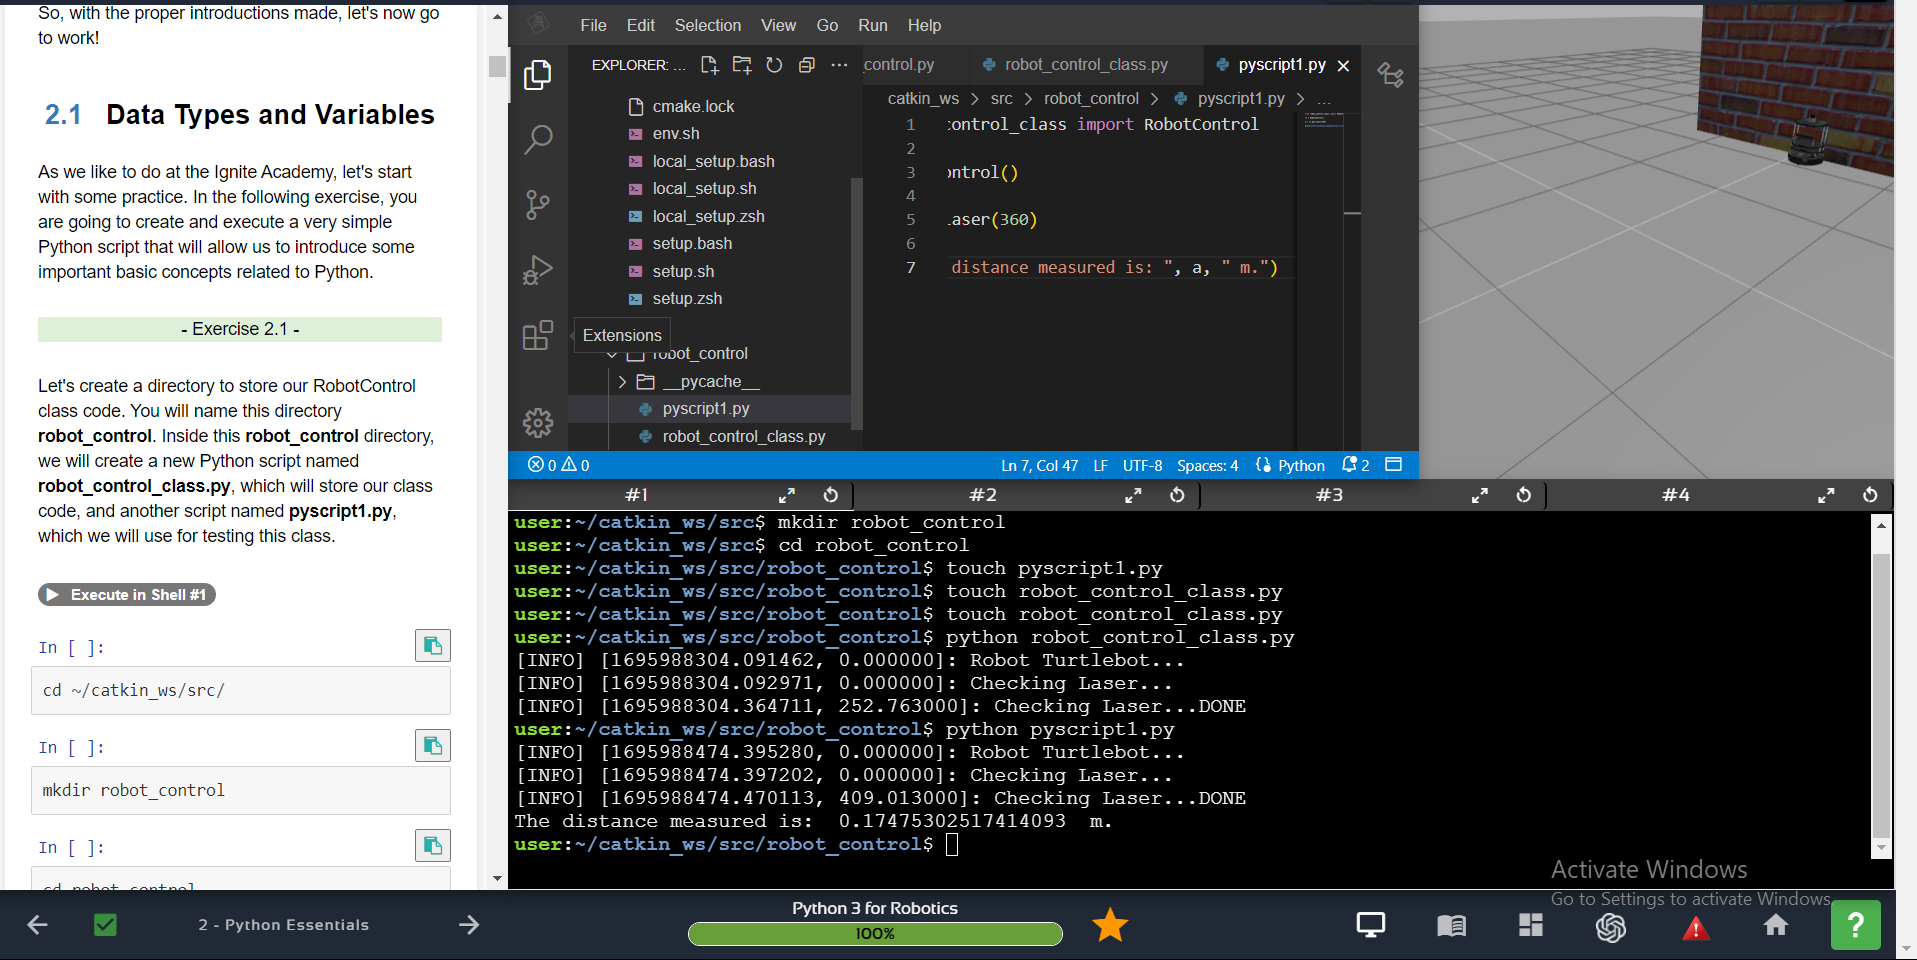 So, with the proper introductions made, let's now go
to work!
2.1 Data Types and Variables
As we like to do at the Ignite Academy, let's start
with some practice. In the following exercise, you
are going to create and execute a very simple
Python script that will allow us to introduce some
important basic concepts related to Python.
- Exercise 2.1 -
Let's create a directory to store our RobotControl
class code. You will name this directory
robot_control. Inside this robot_control directory,
we will create a new Python script named
robot_control_class.py, which will store our class
code, and another script named pyscript1.py,
which we will use for testing this class.
Execute in Shell #1
In [ ]:
cd ~/catkin_ws/src/
In [ ]:
mkdir robot_control
In [ ]:
cd robot_control
File Edit Selection View Go Run Help
EXPLORER: ...
cmake.lock
env.sh
local_setup.bash
local_setup.sh
local_setup.zsh
setup.bash
setup.sh
setup.zsh
Extensions
robot_control
__pycache__
pyscript1.py
robot_control_class.py
_control.py robot_control_class.py pyscript1.py
catkin_ws > src > robot_control > pyscript1.py > ...
1 control_class import RobotControl
2
3 ontrol()
4
5 laser(360)
6
7 distance measured is: ", a, " m.")
0 0 Ln 7, Col 47 LF UTF-8 Spaces: 4 Python 2
#1 #2 #3 #4
user:~/catkin_ws/src$ mkdir robot_control
user:~/catkin_ws/src$ cd robot_control
user:~/catkin_ws/src/robot_control$ touch pyscript1.py
user:~/catkin_ws/src/robot_control$ touch robot_control_class.py
user:~/catkin_ws/src/robot_control$ touch robot_control_class.py
user:~/catkin_ws/src/robot_control$ python robot_control_class.py
[INFO] [1695988304.091462, 0.000000]: Robot Turtlebot...
[INFO] [1695988304.092971, 0.000000]: Checking Laser...
[INFO] [1695988304.364711, 252.763000]: Checking Laser...DONE
user:~/catkin_ws/src/robot_control$ python pyscript1.py
[INFO] [1695988474.395280, 0.000000]: Robot Turtlebot...
[INFO] [1695988474.397202, 0.000000]: Checking Laser...
[INFO] [1695988474.470113, 409.013000]: Checking Laser...DONE
The distance measured is:  0.17475302517414093  m.
user:~/catkin_ws/src/robot_control$
Activate Windows
Go to Settings to activate Windows.
2 - Python Essentials
Python 3 for Robotics
100%
?